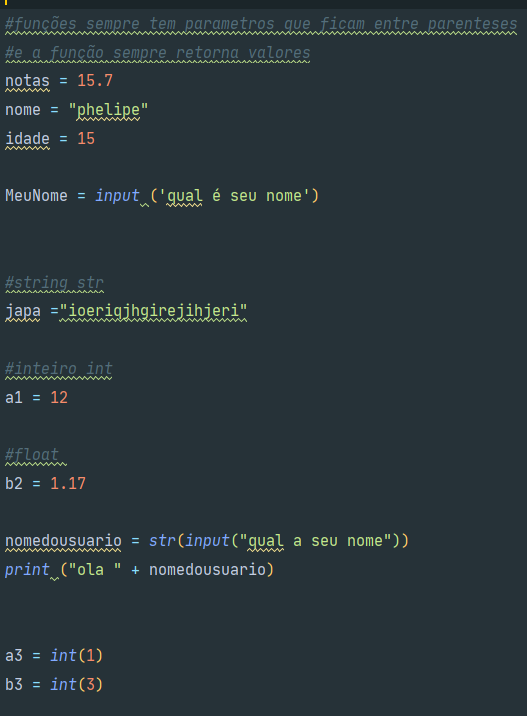 #funções sempre tem parametros que ficam entre parenteses
#e a função sempre retorna valores
notas = 15.7
nome = "phelipe"
idade = 15
MeuNome = input ('qual é seu nome')
#string str
japa ="ioeriqjhgirejihjeri"
#inteiro int
a1 = 12
#float
b2 = 1.17
nomedousuario = str(input("qual a seu nome"))
print ("ola " + nomedousuario)
a3 = int(1)
b3 = int(3)